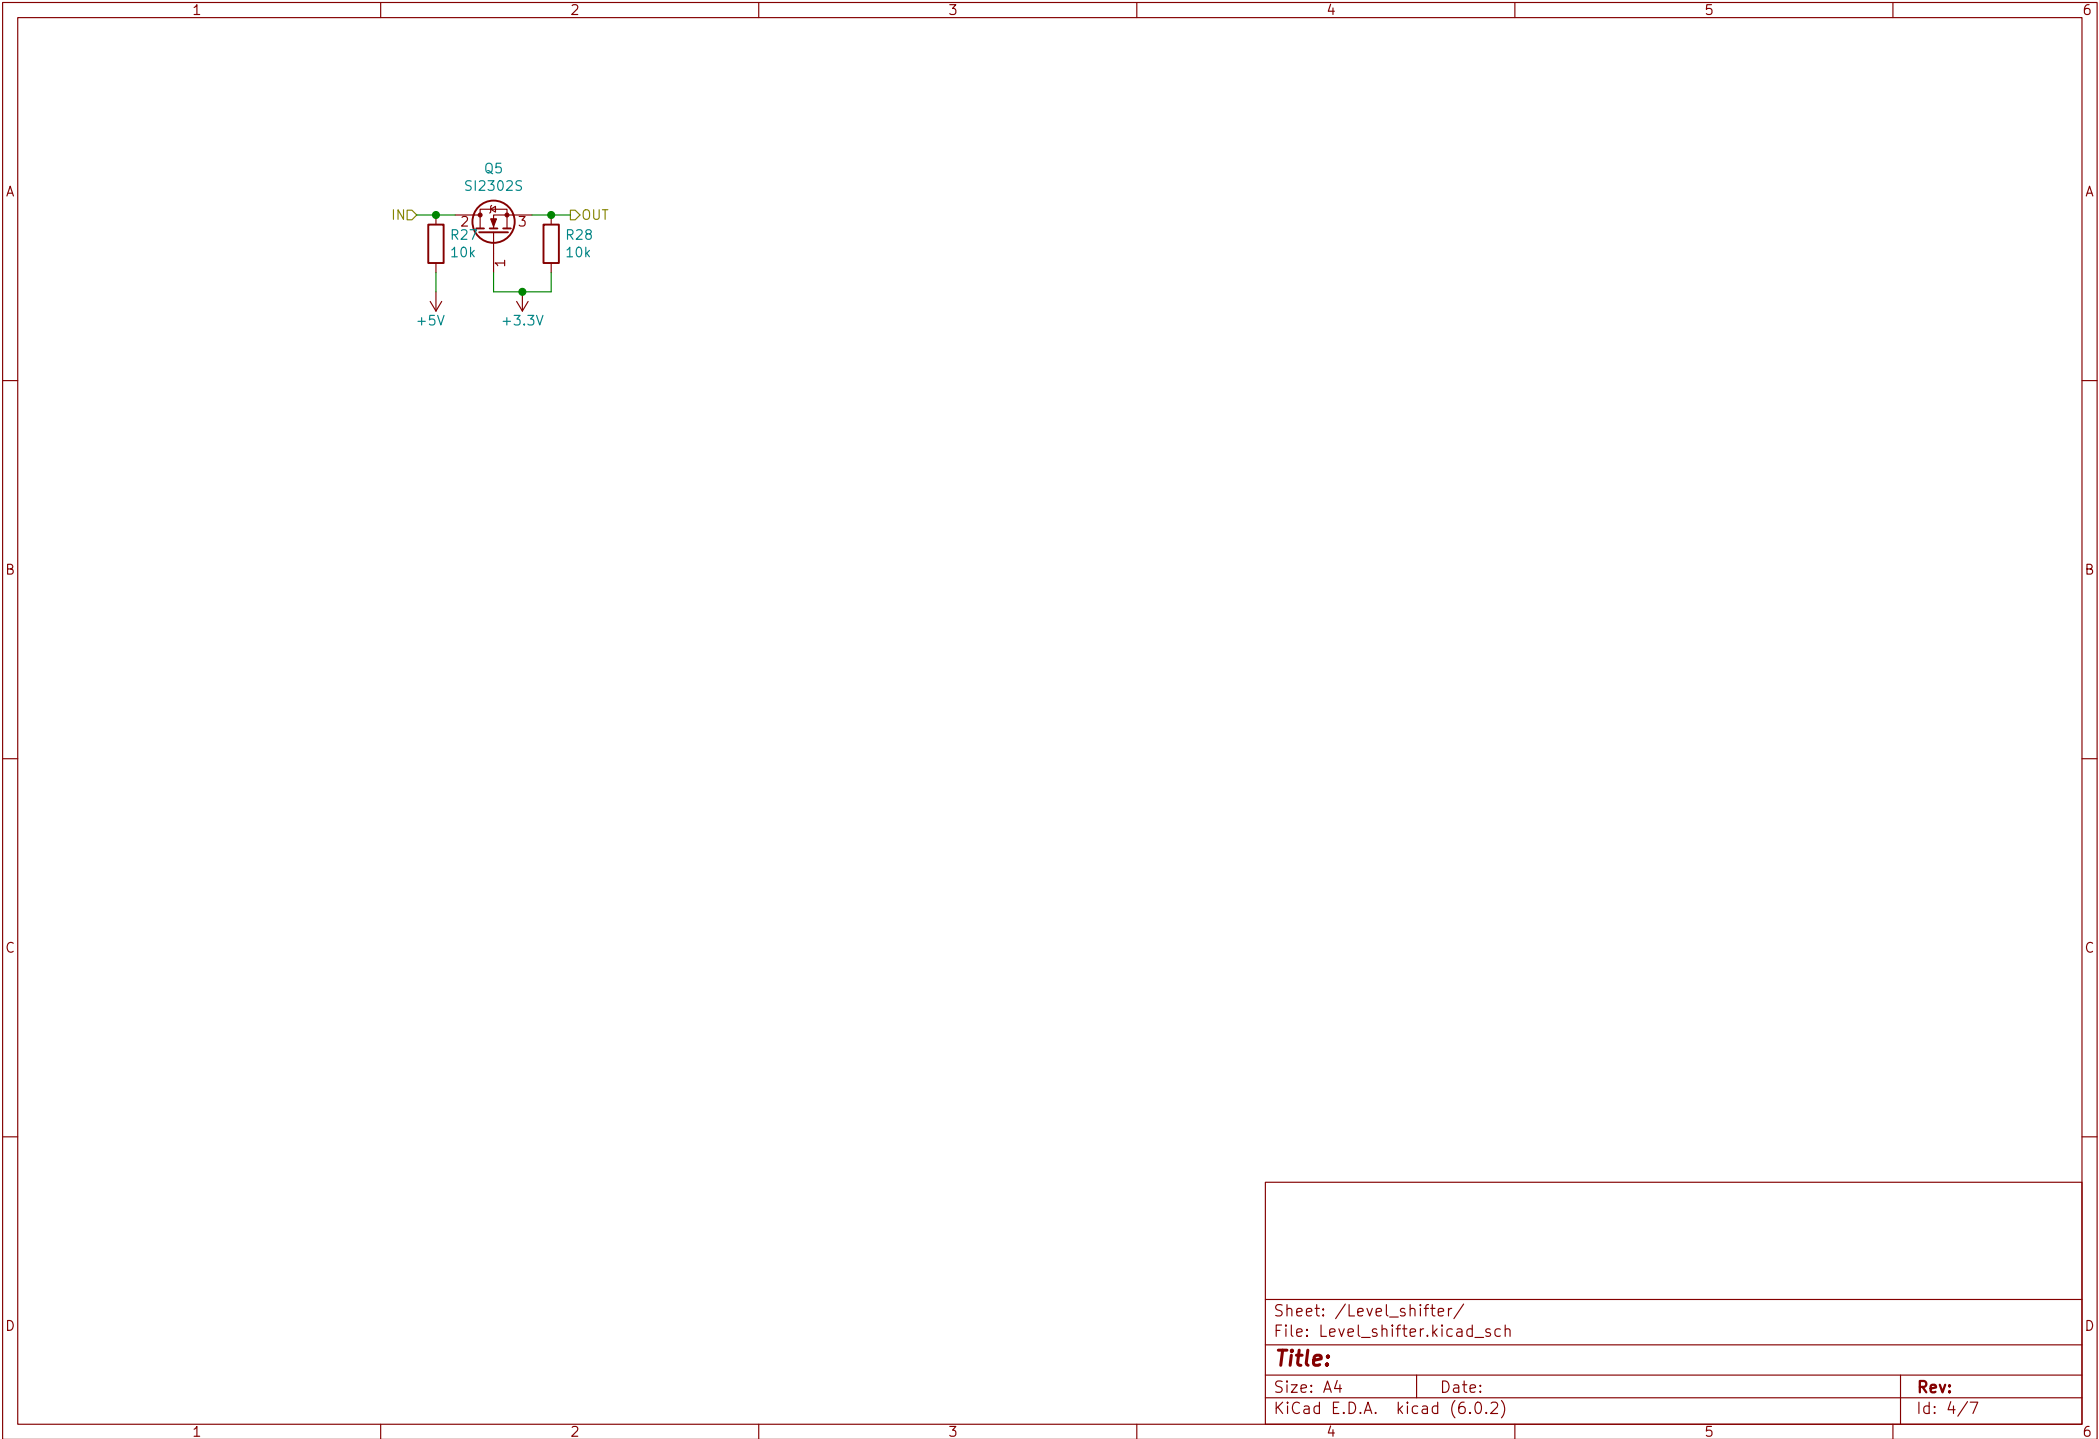 1 2 3 4 5 6
Q5
SI2302S
A A
IN 2 3 OUT
R27 R28
10k 10k
1
+5V +3.3V
B B
C C
Sheet: /Level_shifter/
File: Level_shifter.kicad_sch
D D
Title:
Size: A4 Date: Rev:
KiCad E.D.A. kicad (6.0.2) Id: 4/7
1 2 3 4 5 6